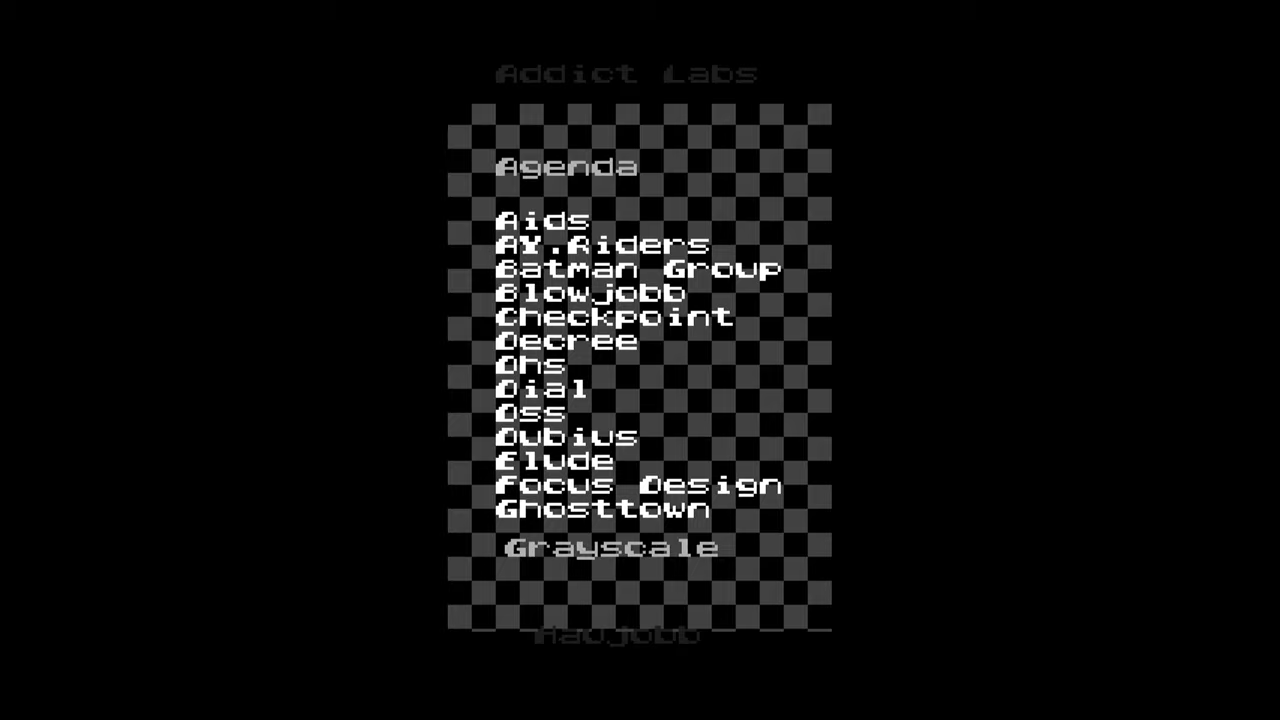 Addict Labs
Agenda
Aids
AY.Riders
Batman Group
Blowjobb
Checkpoint
Decree
Dhs
Dial
Dss
Dubius
Elude
Focus Design
Ghosttown
Grayscale
Haujobb